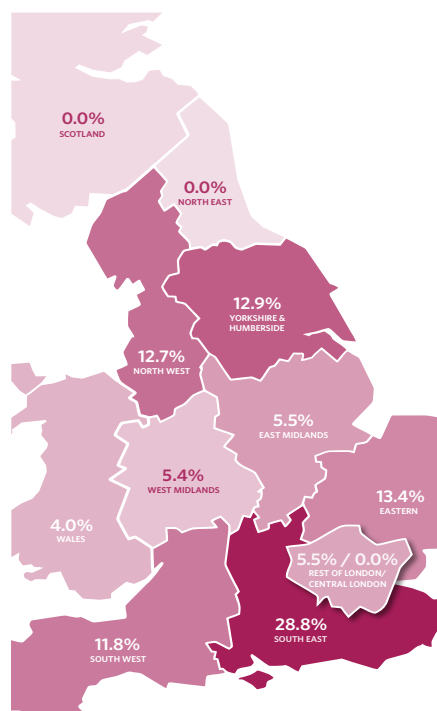 0.0%
SCOTLAND
0.0%
NORTH EAST
12.9%
YORKSHIRE &
HUMBERSIDE
12.7%
NORTH WEST
5.5%
EAST MIDLANDS
5.4%
WEST MIDLANDS
13.4%
EASTERN
4.0%
WALES
5.5% / 0.0%
REST OF LONDON/
CENTRAL LONDON
28.8%
SOUTH EAST
11.8%
SOUTH WEST